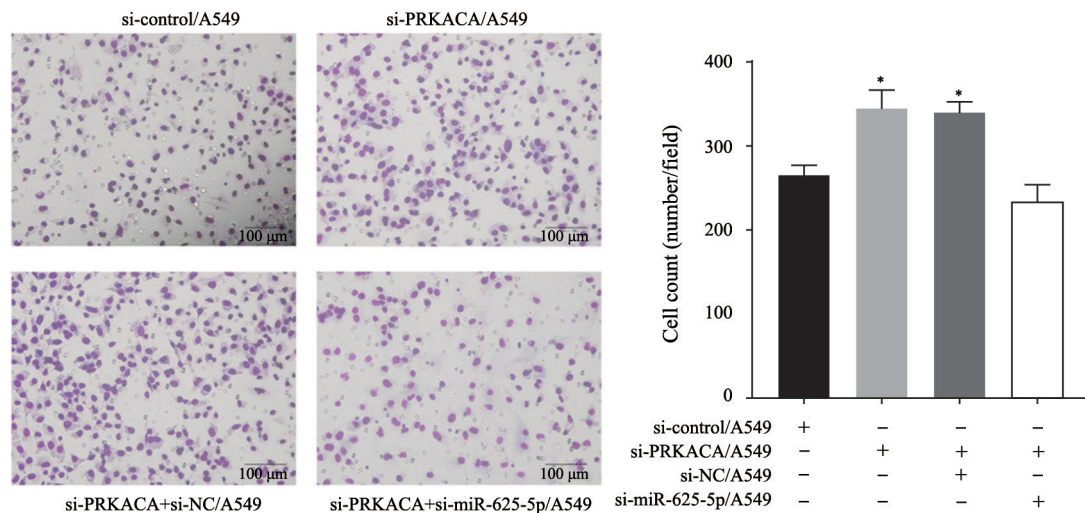 si-control/A549
si-PRKACA/A549
100 μm
100 μm
100 μm
100 μm
si-PRKACA+si-NC/A549
si-PRKACA+si-miR-625-5p/A549
Cell count (number/field)
400
300
200
100
0
*
*
si-control/A549 + − − −
si-PRKACA/A549 − + + +
si-NC/A549 − − + −
si-miR-625-5p/A549 − − − +